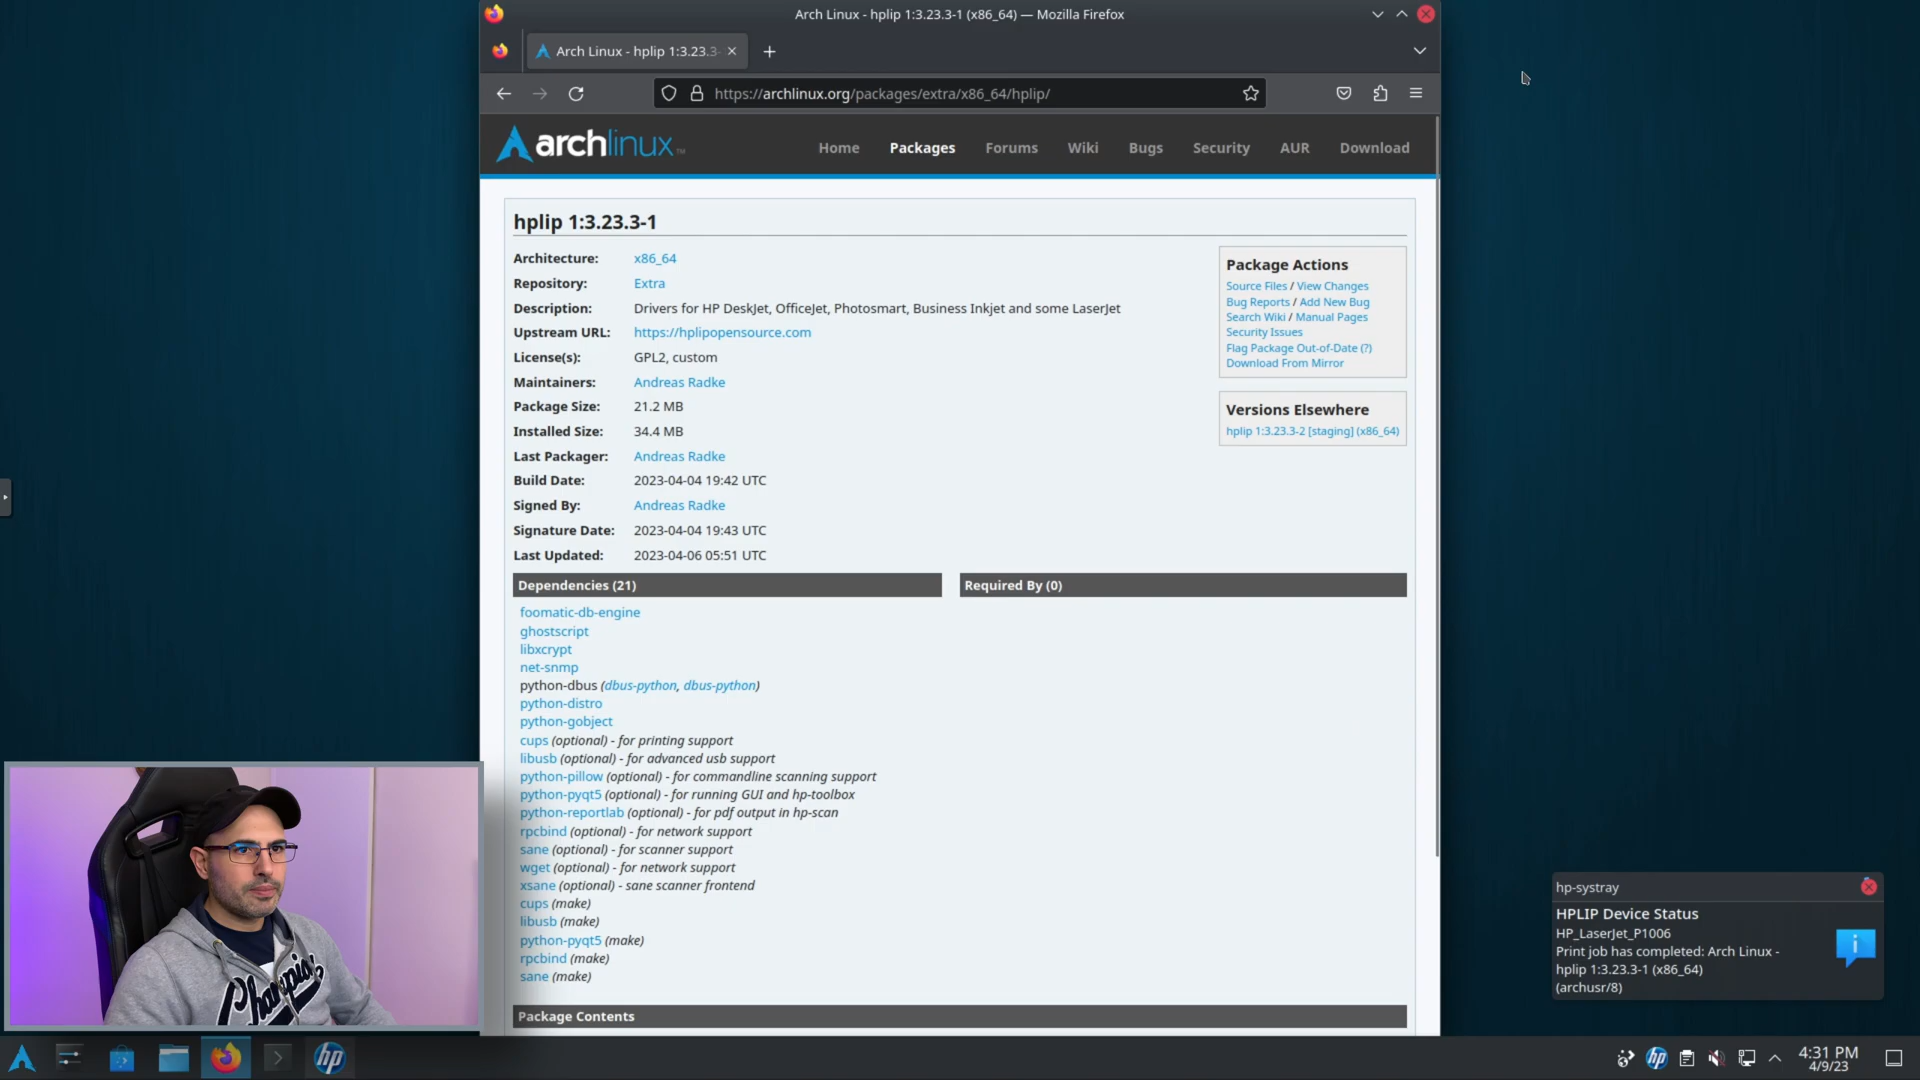 Arch Linux - hplip 1:3.23.3-1 (x86_64) — Mozilla Firefox
Arch Linux - hplip 1:3.23.3-
https://archlinux.org/packages/extra/x86_64/hplip/
archlinux™
Home Packages Forums Wiki Bugs Security AUR Download
hplip 1:3.23.3-1
Architecture: x86_64
Repository: Extra
Description: Drivers for HP DeskJet, OfficeJet, Photosmart, Business Inkjet and some LaserJet
Upstream URL: https://hplipopensource.com
License(s): GPL2, custom
Maintainers: Andreas Radke
Package Size: 21.2 MB
Installed Size: 34.4 MB
Last Packager: Andreas Radke
Build Date: 2023-04-04 19:42 UTC
Signed By: Andreas Radke
Signature Date: 2023-04-04 19:43 UTC
Last Updated: 2023-04-06 05:51 UTC
Package Actions
Source Files / View Changes
Bug Reports / Add New Bug
Search Wiki / Manual Pages
Security Issues
Flag Package Out-of-Date (?)
Download From Mirror
Versions Elsewhere
hplip 1:3.23.3-2 [staging] (x86_64)
Dependencies (21)
foomatic-db-engine
ghostscript
libxcrypt
net-snmp
python-dbus (dbus-python, dbus-python)
python-distro
python-gobject
cups (optional) - for printing support
libusb (optional) - for advanced usb support
python-pillow (optional) - for commandline scanning support
python-pyqt5 (optional) - for running GUI and hp-toolbox
python-reportlab (optional) - for pdf output in hp-scan
rpcbind (optional) - for network support
sane (optional) - for scanner support
wget (optional) - for network support
xsane (optional) - sane scanner frontend
cups (make)
libusb (make)
python-pyqt5 (make)
rpcbind (make)
sane (make)
Required By (0)
Package Contents
Champion
hp-systray
HPLIP Device Status
HP_LaserJet_P1006
Print job has completed: Arch Linux -
hplip 1:3.23.3-1 (x86_64)
(archusr/8)
hp
hp
4:31 PM
4/9/23